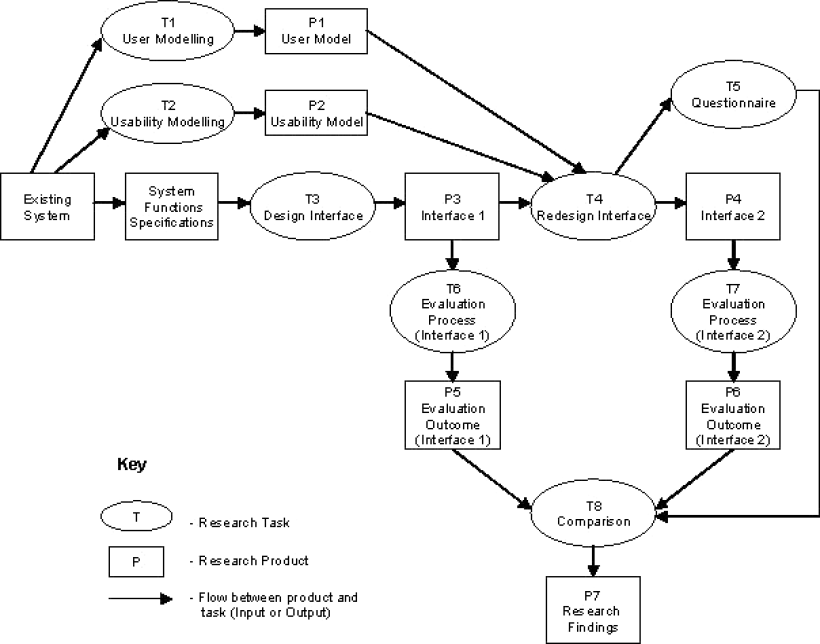 T1
User Modelling
P1
User Model
T2
Usability Modelling
P2
Usability Model
T5
Questionnaire
Existing
System
System
Functions
Specifications
T3
Design Interface
P3
Interface 1
T4
Redesign Interface
P4
Interface 2
T6
Evaluation
Process
(Interface 1)
T7
Evaluation
Process
(Interface 2)
P5
Evaluation
Outcome
(Interface 1)
P6
Evaluation
Outcome
(Interface 2)
T8
Comparison
P7
Research
Findings
Key
T
- Research Task
P
- Research Product
- Flow between product and
task (Input or Output)